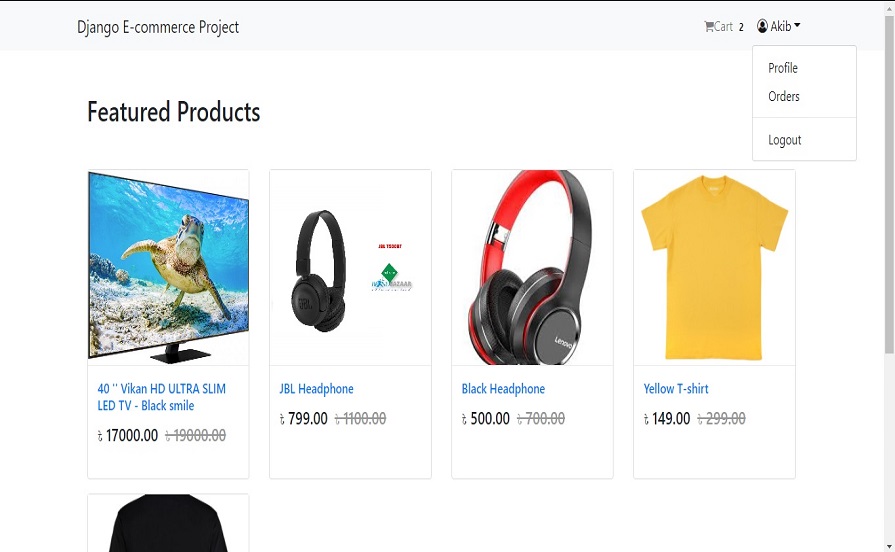 Django E-commerce Project
Cart 2 Akib
Profile
Orders
Logout
Featured Products
40 '' Vikan HD ULTRA SLIM
LED TV - Black smile
৳ 17000.00 ৳ 19000.00
JBL Headphone
৳ 799.00 ৳ 1100.00
Lenovo
Black Headphone
৳ 500.00 ৳ 700.00
Yellow T-shirt
৳ 149.00 ৳ 299.00